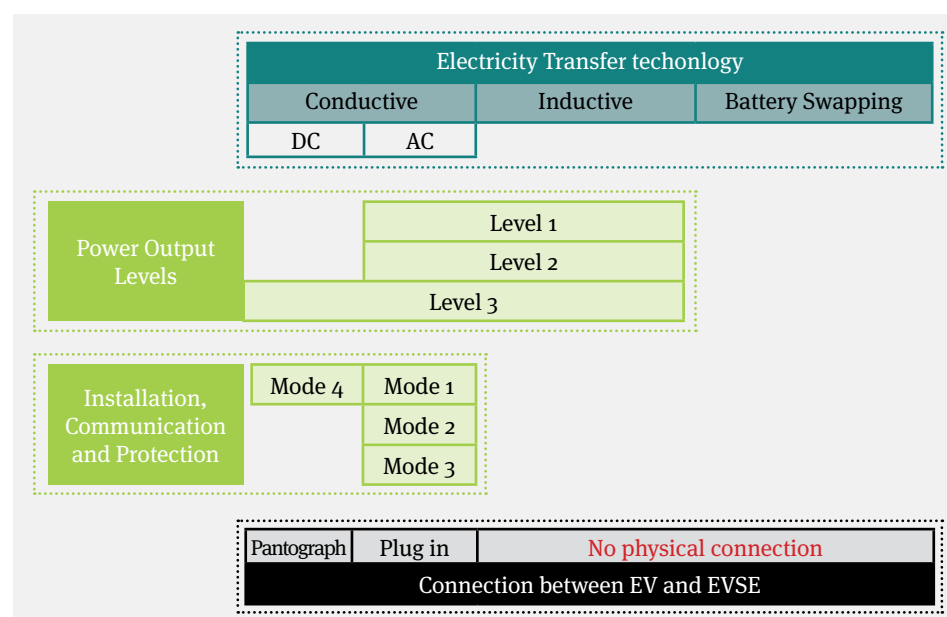 Electricity Transfer techonlogy
Conductive Inductive Battery Swapping
DC AC
Power Output
Levels
Level 1
Level 2
Level 3
Installation,
Communication
and Protection
Mode 4 Mode 1
Mode 2
Mode 3
Pantograph Plug in No physical connection
Connection between EV and EVSE